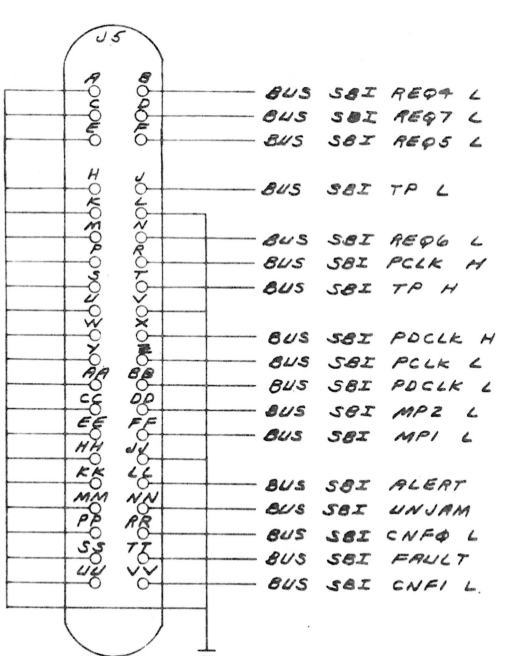 J5
A B BUS SBI REQ4 L
C D BUS SBI REQ7 L
E F BUS SBI REQ5 L
H J BUS SBI TP L
K L
M N BUS SBI REQ6 L
P R BUS SBI PCLK H
S T BUS SBI TP H
U V
W X BUS SBI PDCLK H
Y BUS SBI PCLK L
AA BB BUS SBI PDCLK L
CC DD BUS SBI MP2 L
EE FF BUS SBI MP1 L
HH JJ
KK LL BUS SBI ALERT
MM NN BUS SBI UNJAM
PP RR BUS SBI CNFØ L
SS TT BUS SBI FAULT
UU VV BUS SBI CNF1 L